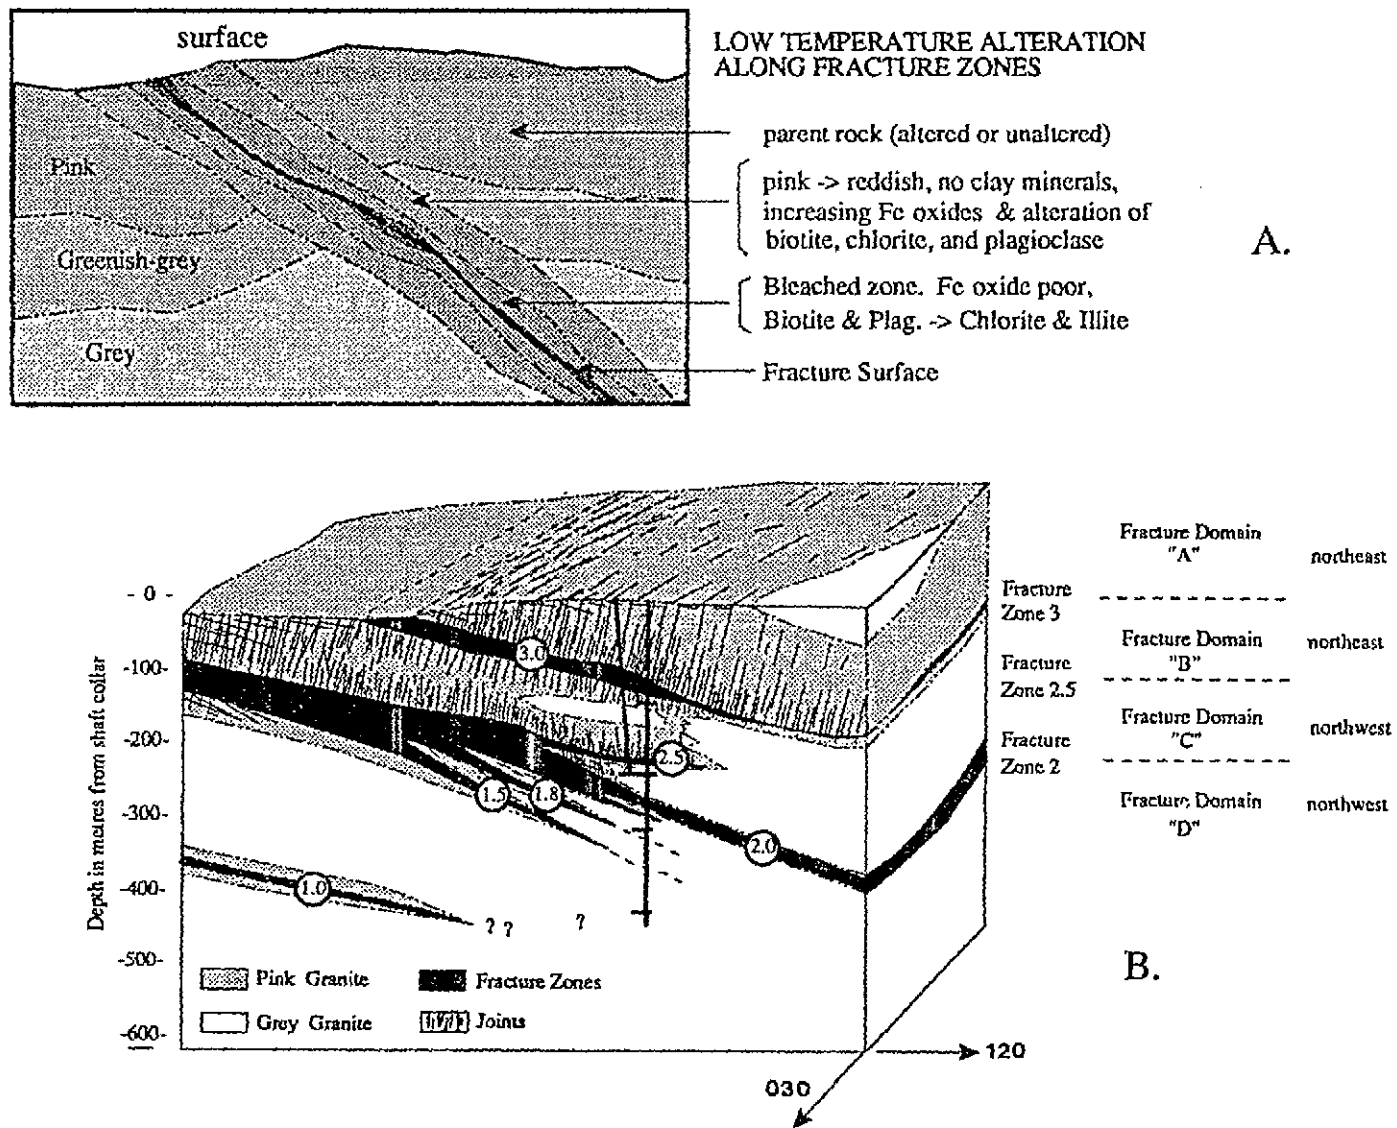 surface
LOW TEMPERATURE ALTERATION
ALONG FRACTURE ZONES
parent rock (altered or unaltered)
Pink
pink -> reddish, no clay minerals,
increasing Fe oxides & alteration of
biotite, chlorite, and plagioclase
A.
Greenish-grey
Bleached zone. Fe oxide poor,
Biotite & Plag. -> Chlorite & Illite
Grey
Fracture Surface
Fracture Domain
"A"
northeast
Fracture
Zone 3
Fracture Domain
"B"
northeast
Fracture
Zone 2.5
Fracture Domain
"C"
northwest
Fracture
Zone 2
Fracture Domain
"D"
northwest
Depth in metres from shaft collar
- 0 -
-100-
-200-
-300-
-400-
-500-
-600-
3.0
2.5
1.5
1.8
2.0
1.0
? ?
?
B.
Pink Granite
Fracture Zones
Grey Granite
Joints
120
030